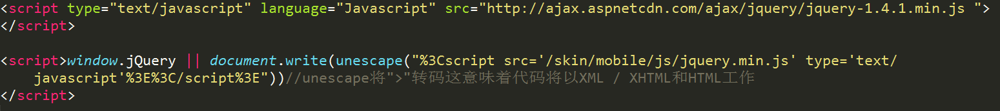 <script type="text/javascript" language="Javascript" src="http://ajax.aspnetcdn.com/ajax/jquery/jquery-1.4.1.min.js ">
</script>
<script>window.jQuery || document.write(unescape("%3Cscript src='/skin/mobile/js/jquery.min.js' type='text/
javascript'%3E%3C/script%3E"))//unescape将">"转码这意味着代码将以XML / XHTML和HTML工作
</script>